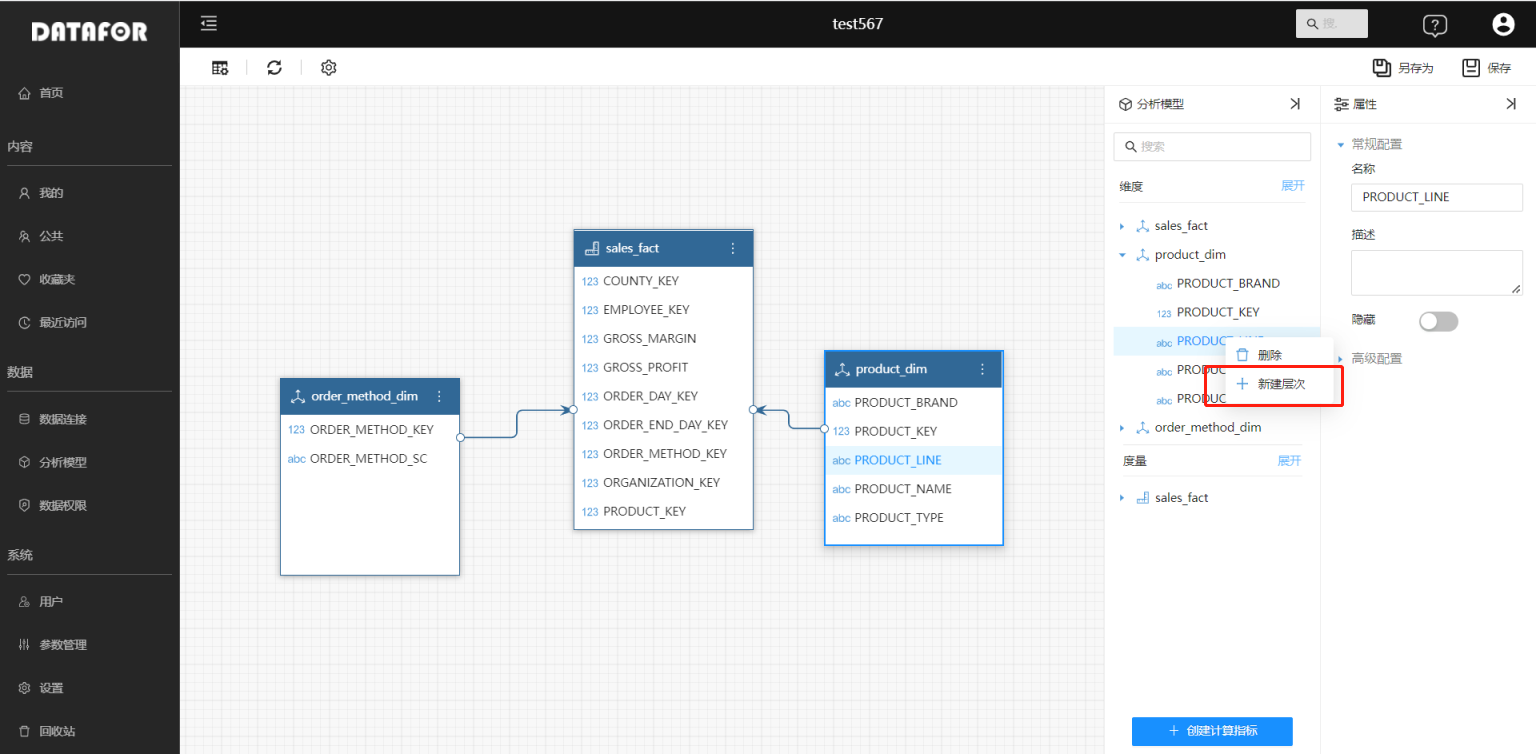 DATAFOR
test567
搜.
另存为
保存
首页
内容
我的
公共
收藏夹
最近访问
数据
数据连接
分析模型
数据权限
系统
用户
参数管理
设置
回收站
order_method_dim
123 ORDER_METHOD_KEY
abc ORDER_METHOD_SC
sales_fact
123 COUNTY_KEY
123 EMPLOYEE_KEY
123 GROSS_MARGIN
123 GROSS_PROFIT
123 ORDER_DAY_KEY
123 ORDER_END_DAY_KEY
123 ORDER_METHOD_KEY
123 ORGANIZATION_KEY
123 PRODUCT_KEY
product_dim
abc PRODUCT_BRAND
123 PRODUCT_KEY
abc PRODUCT_LINE
abc PRODUCT_NAME
abc PRODUCT_TYPE
分析模型
搜索
维度 展开
sales_fact
product_dim
abc PRODUCT_BRAND
123 PRODUCT_KEY
abc
abc
abc
删除
新建层次
order_method_dim
度量 展开
sales_fact
创建计算指标
属性
常规配置
名称
PRODUCT_LINE
描述
隐藏
高级配置